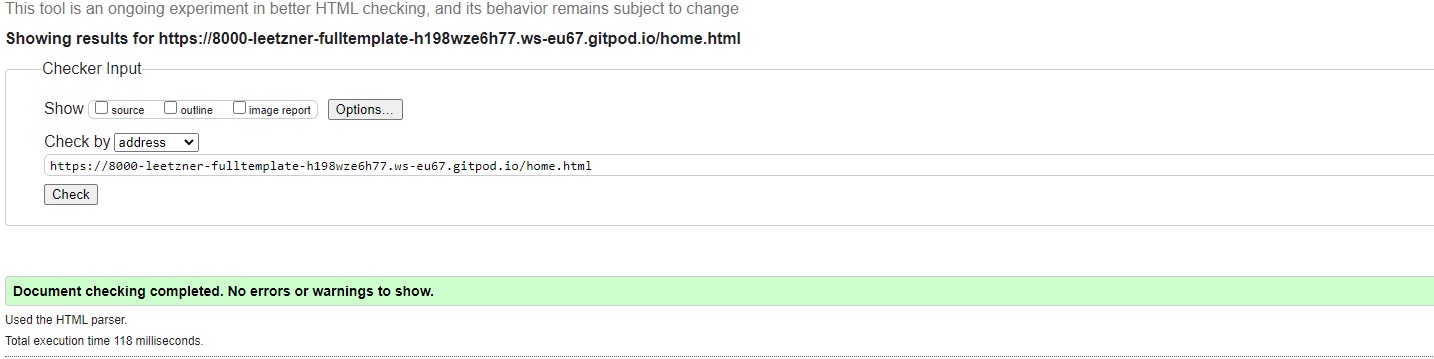 This tool is an ongoing experiment in better HTML checking, and its behavior remains subject to change
Showing results for https://8000-leetzner-fulltemplate-h198wze6h77.ws-eu67.gitpod.io/home.html
Checker Input
Show source outline image report Options...
Check by address
https://8000-leetzner-fulltemplate-h198wze6h77.ws-eu67.gitpod.io/home.html
Check
Document checking completed. No errors or warnings to show.
Used the HTML parser.
Total execution time 118 milliseconds.